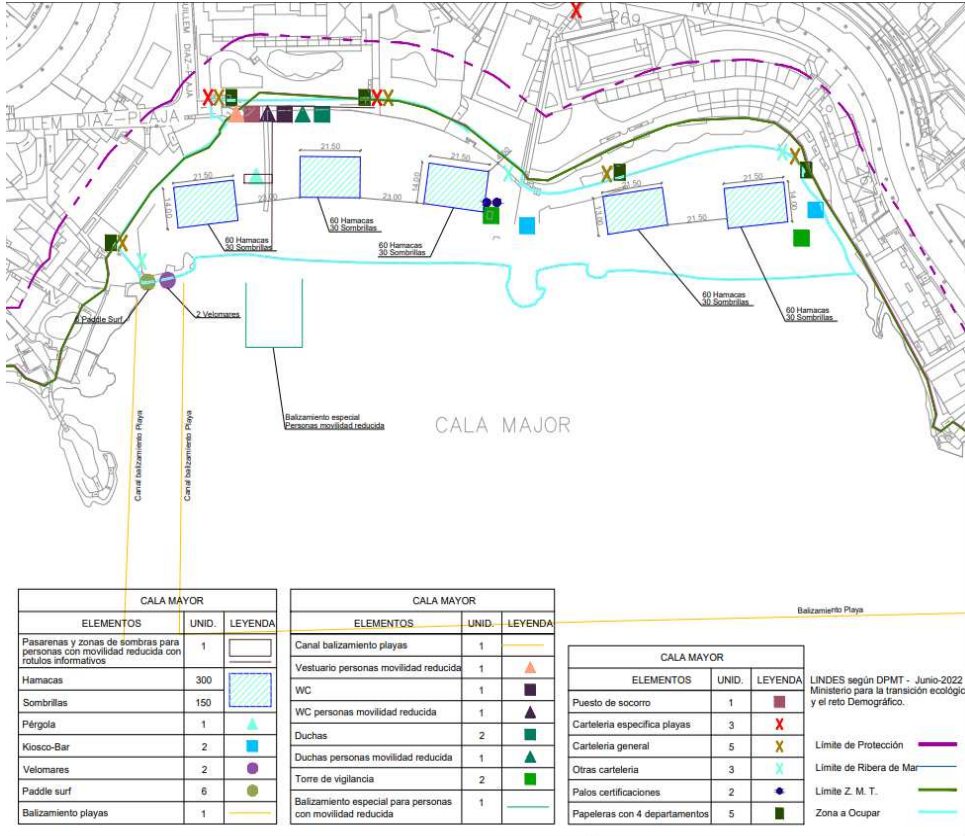 GUILLEM DIAZ-PLAJA
GUILLEM DIAZ-PLAJA
269
21.50
14.00
21.50
21.50
14.00
21.50
13.00
21.50
14.00
23.00
23.00
21.50
60 Hamacas
30 Sombrillas
60 Hamacas
30 Sombrillas
60 Hamacas
30 Sombrillas
60 Hamacas
30 Sombrillas
6 Paddle Surf
2 Velomares
Balizamiento especial
Personas movilidad reducida
CALA MAJOR
Canal balizamiento Playa
Canal balizamiento Playa
Balizamiento Playa
CALA MAYOR
ELEMENTOS UNID. LEYENDA
Pasarenas y zonas de sombras para
personas con movilidad reducida con
rotulos informativos 1
Hamacas 300
Sombrillas 150
Pérgola 1
Kiosco-Bar 2
Velomares 2
Paddle surf 6
Balizamiento playas 1
CALA MAYOR
ELEMENTOS UNID. LEYENDA
Canal balizamiento playas 1
Vestuario personas movilidad reducida 1
WC 1
WC personas movilidad reducida 1
Duchas 2
Duchas personas movilidad reducida 1
Torre de vigilancia 2
Balizamiento especial para personas
con movilidad reducida 1
CALA MAYOR
ELEMENTOS UNID. LEYENDA
Puesto de socorro 1
Carteleria específica playas 3
Carteleria general 5
Otras carteleria 3
Palos certificaciones 2
Papeleras con 4 departamentos 5
LINDES según DPMT - Junio-2022
Ministerio para la transición ecológic
y el reto Demográfico.
Límite de Protección
Límite de Ribera de Mar
Límite Z. M. T.
Zona a Ocupar